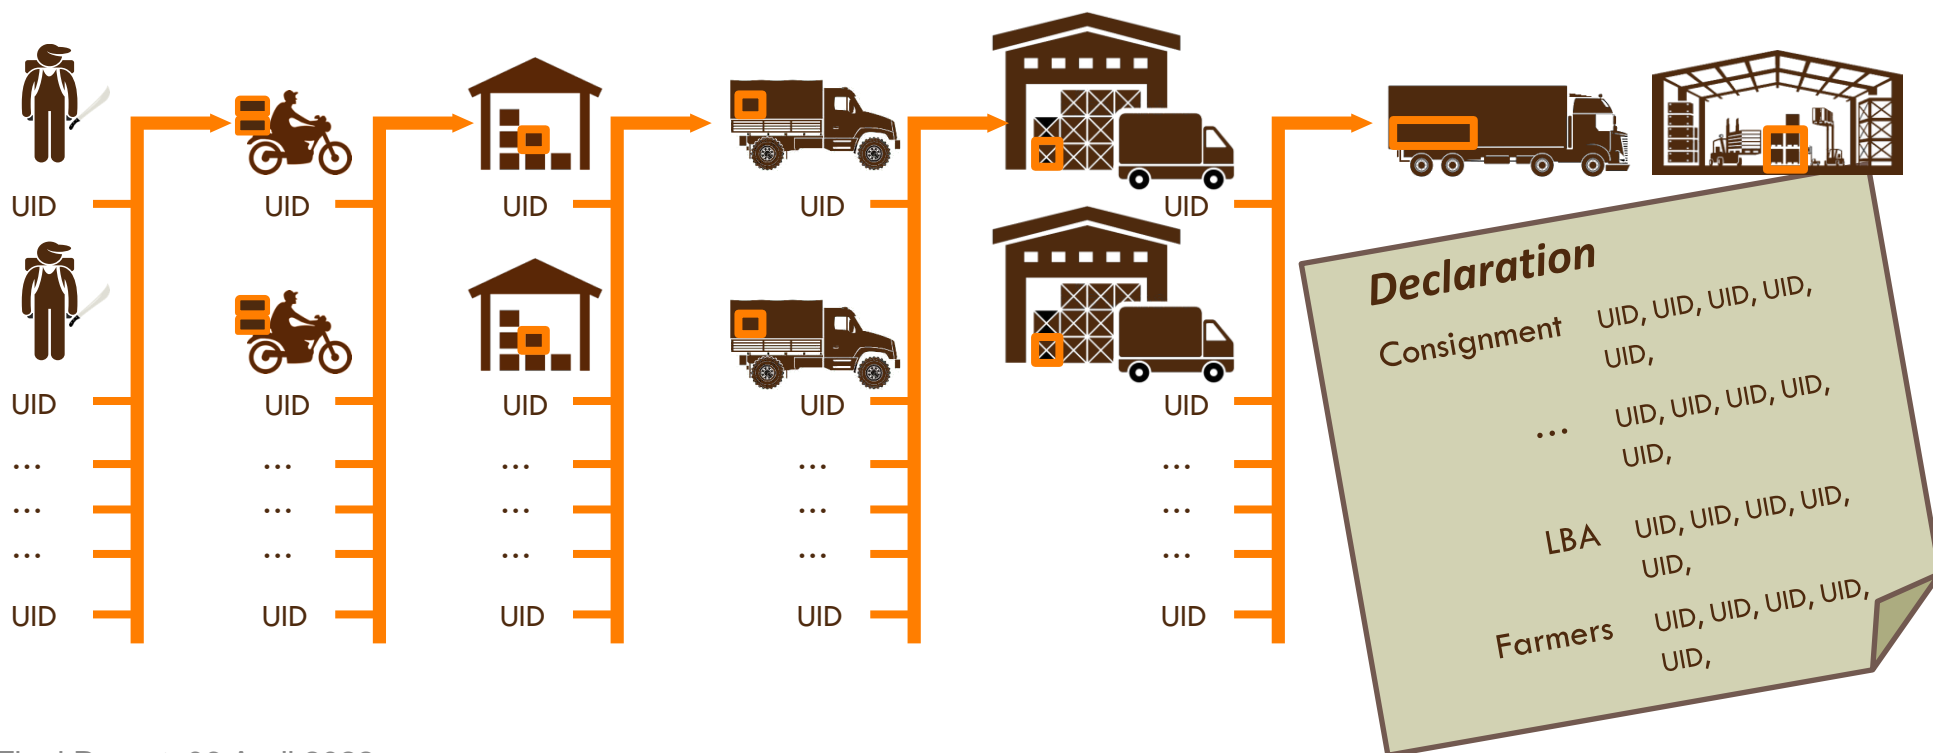 UID UID UID UID UID
UID UID UID UID UID
... ... ... ... ...
... ... ... ... ...
... ... ... ... ...
UID UID UID UID UID
Declaration
Consignment UID, UID, UID, UID,
UID,
... UID, UID, UID, UID,
UID,
LBA UID, UID, UID, UID,
UID,
Farmers UID, UID, UID, UID,
UID,